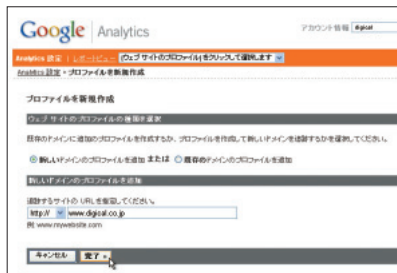 Google Analytics
アカウント情報 digical
Analytics 設定 | レポートビュー: [ウェブ サイトのプロファイル]をクリックして選択します
Analytics 設定 > プロファイルを新規作成
プロファイルを新規作成
ウェブ サイトのプロファイルの種類を選択
既存のドメインに追加のプロファイルを作成するか、プロファイルを作成して新しいドメインを追跡するかを選択してください。
新しいドメインのプロファイルを追加 または 既存のドメインのプロファイルを追加
新しいドメインのプロファイルを追加
追跡するサイトの URL を指定してください。
http:// www.digical.co.jp
例: www.mywebsite.com
キャンセル 完了 »